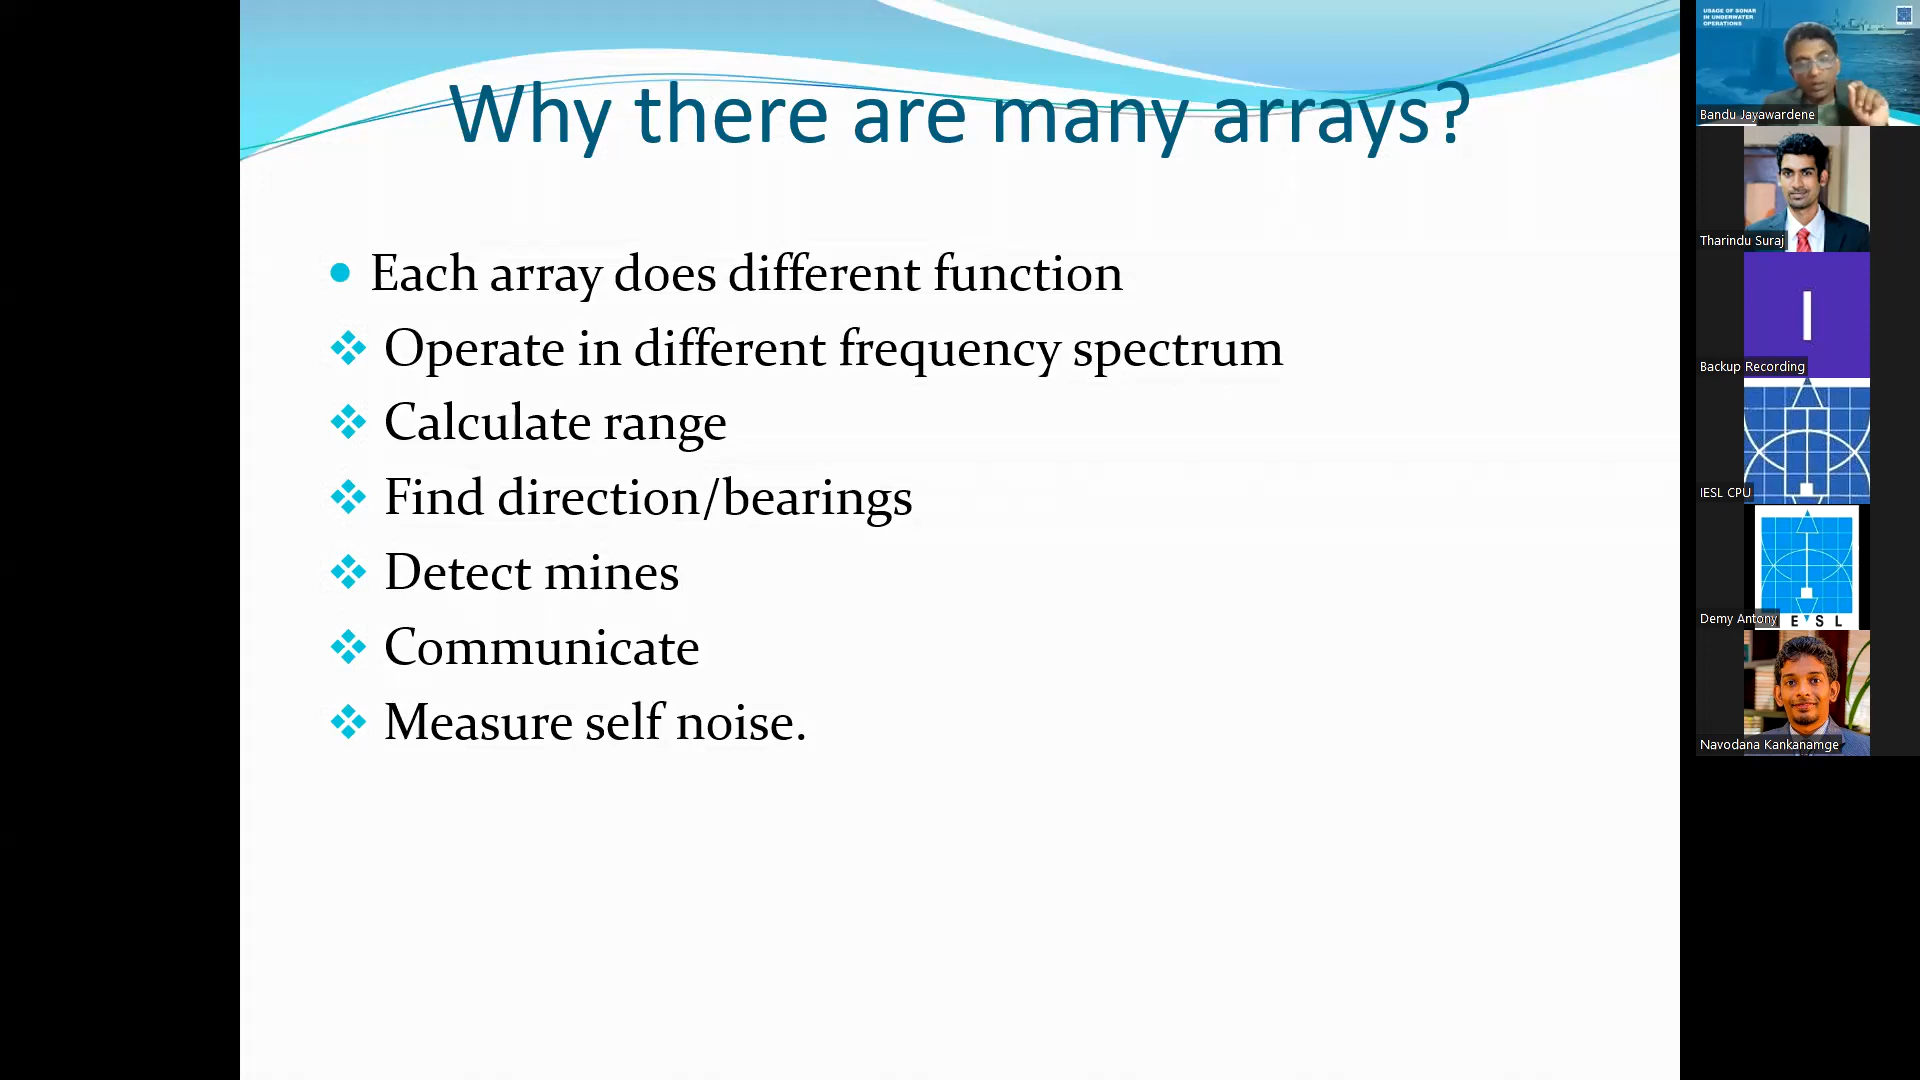 Why there are many arrays?
Each array does different function
Operate in different frequency spectrum
Calculate range
Find direction/bearings
Detect mines
Communicate
Measure self noise.
USAGE OF SONAR
IN UNDERWATER
OPERATIONS
Bandu Jayawardene
Tharindu Suraj
I
Backup Recording
IESL CPU
Demy Antony
E S L
Navodana Kankanamge